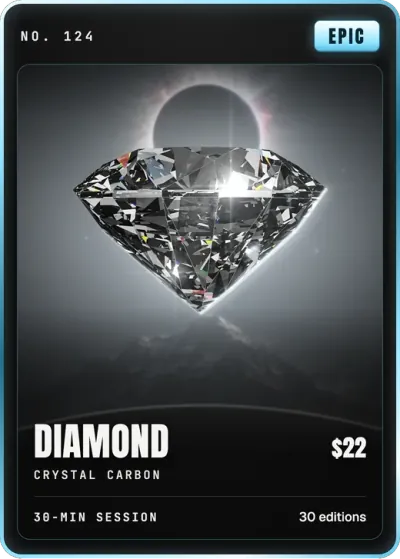 NO. 124
EPIC
DIAMOND
$22
CRYSTAL CARBON
30-MIN SESSION
30 editions